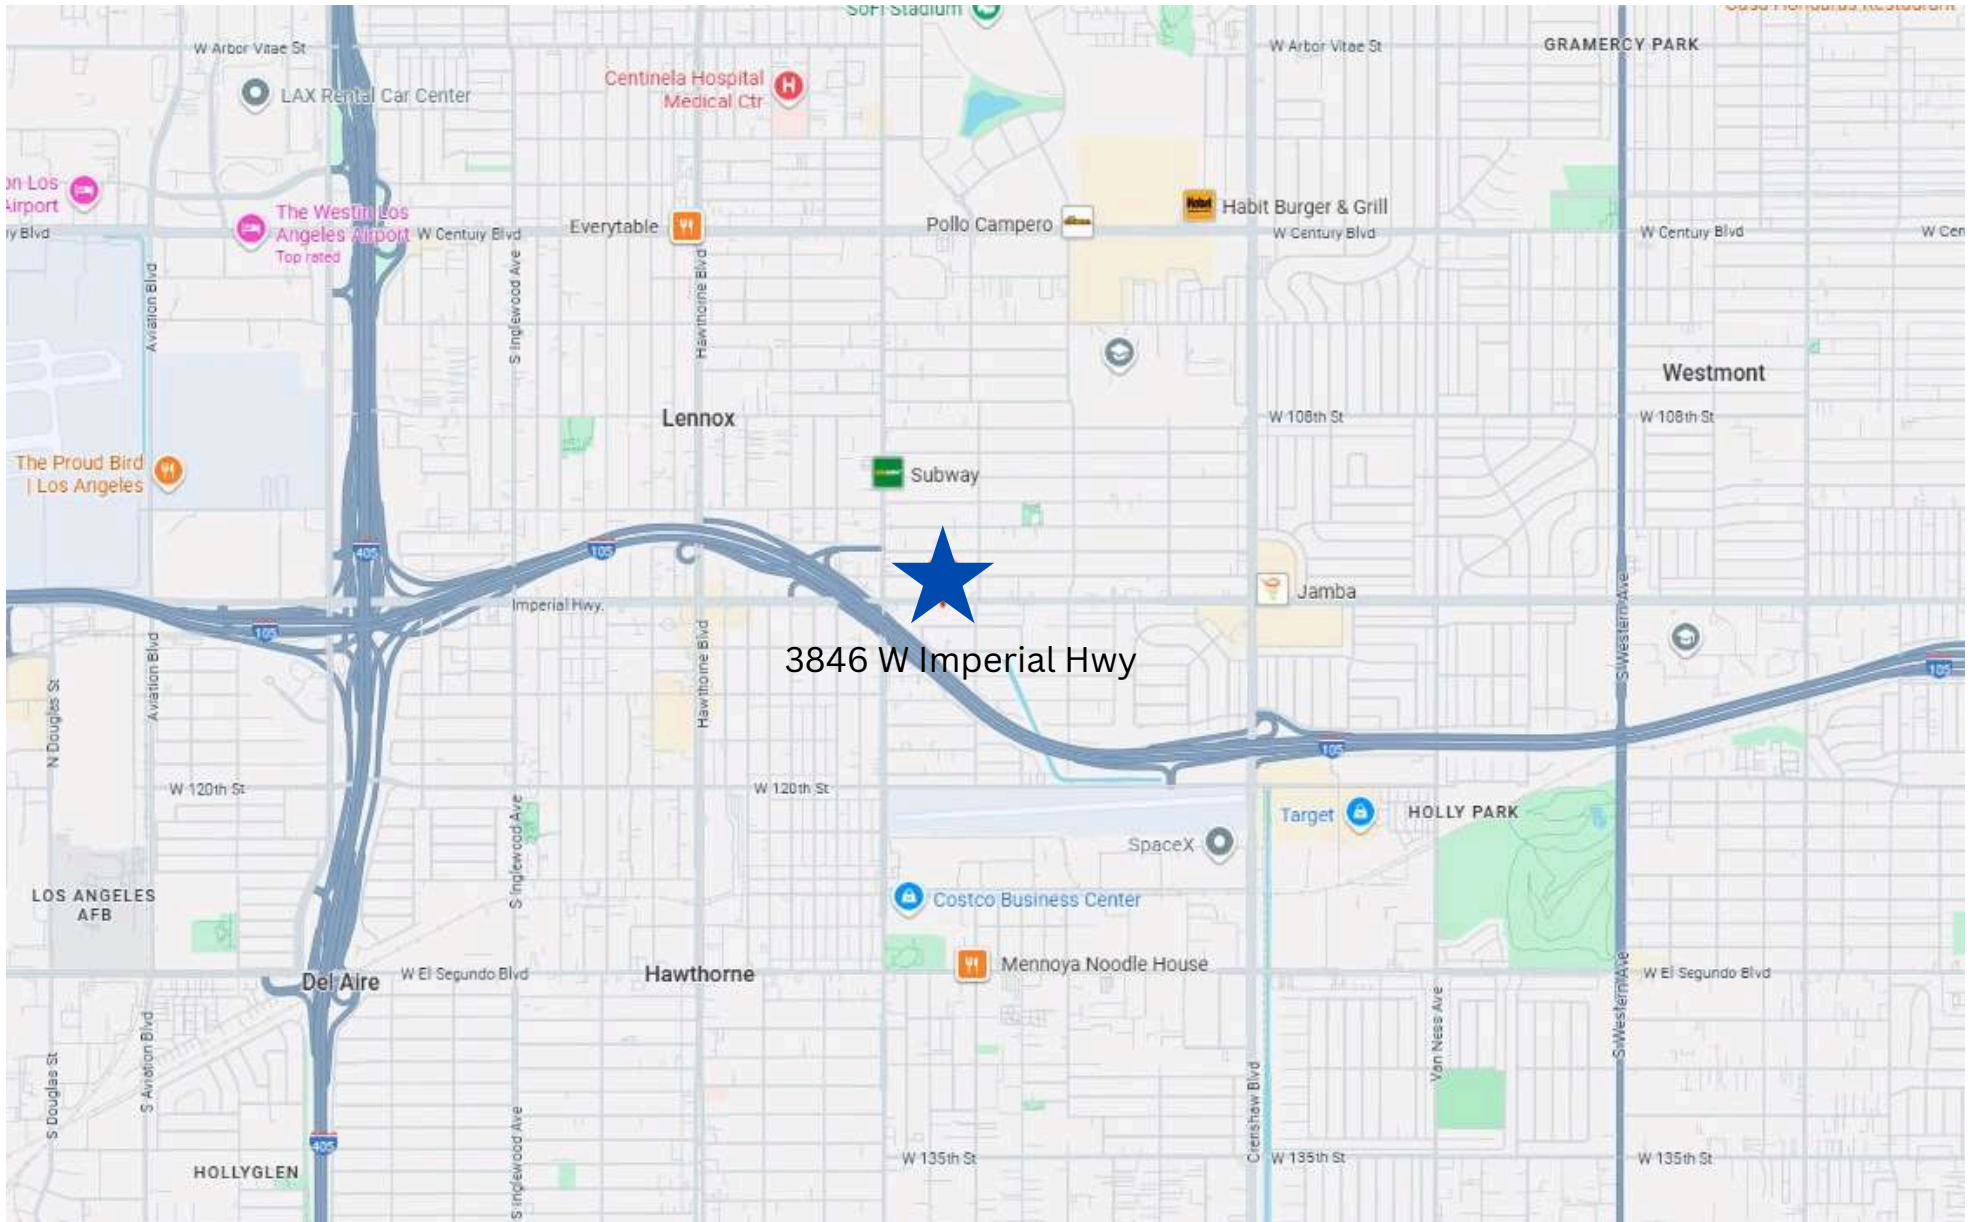 SoFi Stadium
Casa Honduras Restaurant
W Arbor Vitae St
W Arbor Vitae St
GRAMERCY PARK
LAX Rental Car Center
Centinela Hospital
Medical Ctr
on Los
Airport
The Westin Los
Angeles Airport
Top rated
ry Blvd
W Century Blvd
Everytable
Pollo Campero
Habit
Habit Burger & Grill
W Century Blvd
W Century Blvd
W Cen
Aviation Blvd
S Inglewood Ave
Hawthorne Blvd
Westmont
Lennox
W 108th St
W 108th St
The Proud Bird
| Los Angeles
Subway
405
105
Imperial Hwy.
Jamba
S Western Ave
105
3846 W Imperial Hwy
Aviation Blvd
N Douglas St
Hawthorne Blvd
105
105
W 120th St
W 120th St
Target
HOLLY PARK
SpaceX
S Inglewood Ave
LOS ANGELES
AFB
Costco Business Center
Del Aire
W El Segundo Blvd
Hawthorne
Mennoya Noodle House
W El Segundo Blvd
S Western Ave
Van Ness Ave
S Douglas St
S Aviation Blvd
Crenshaw Blvd
405
S Inglewood Ave
HOLLYGLEN
W 135th St
W 135th St
W 135th St